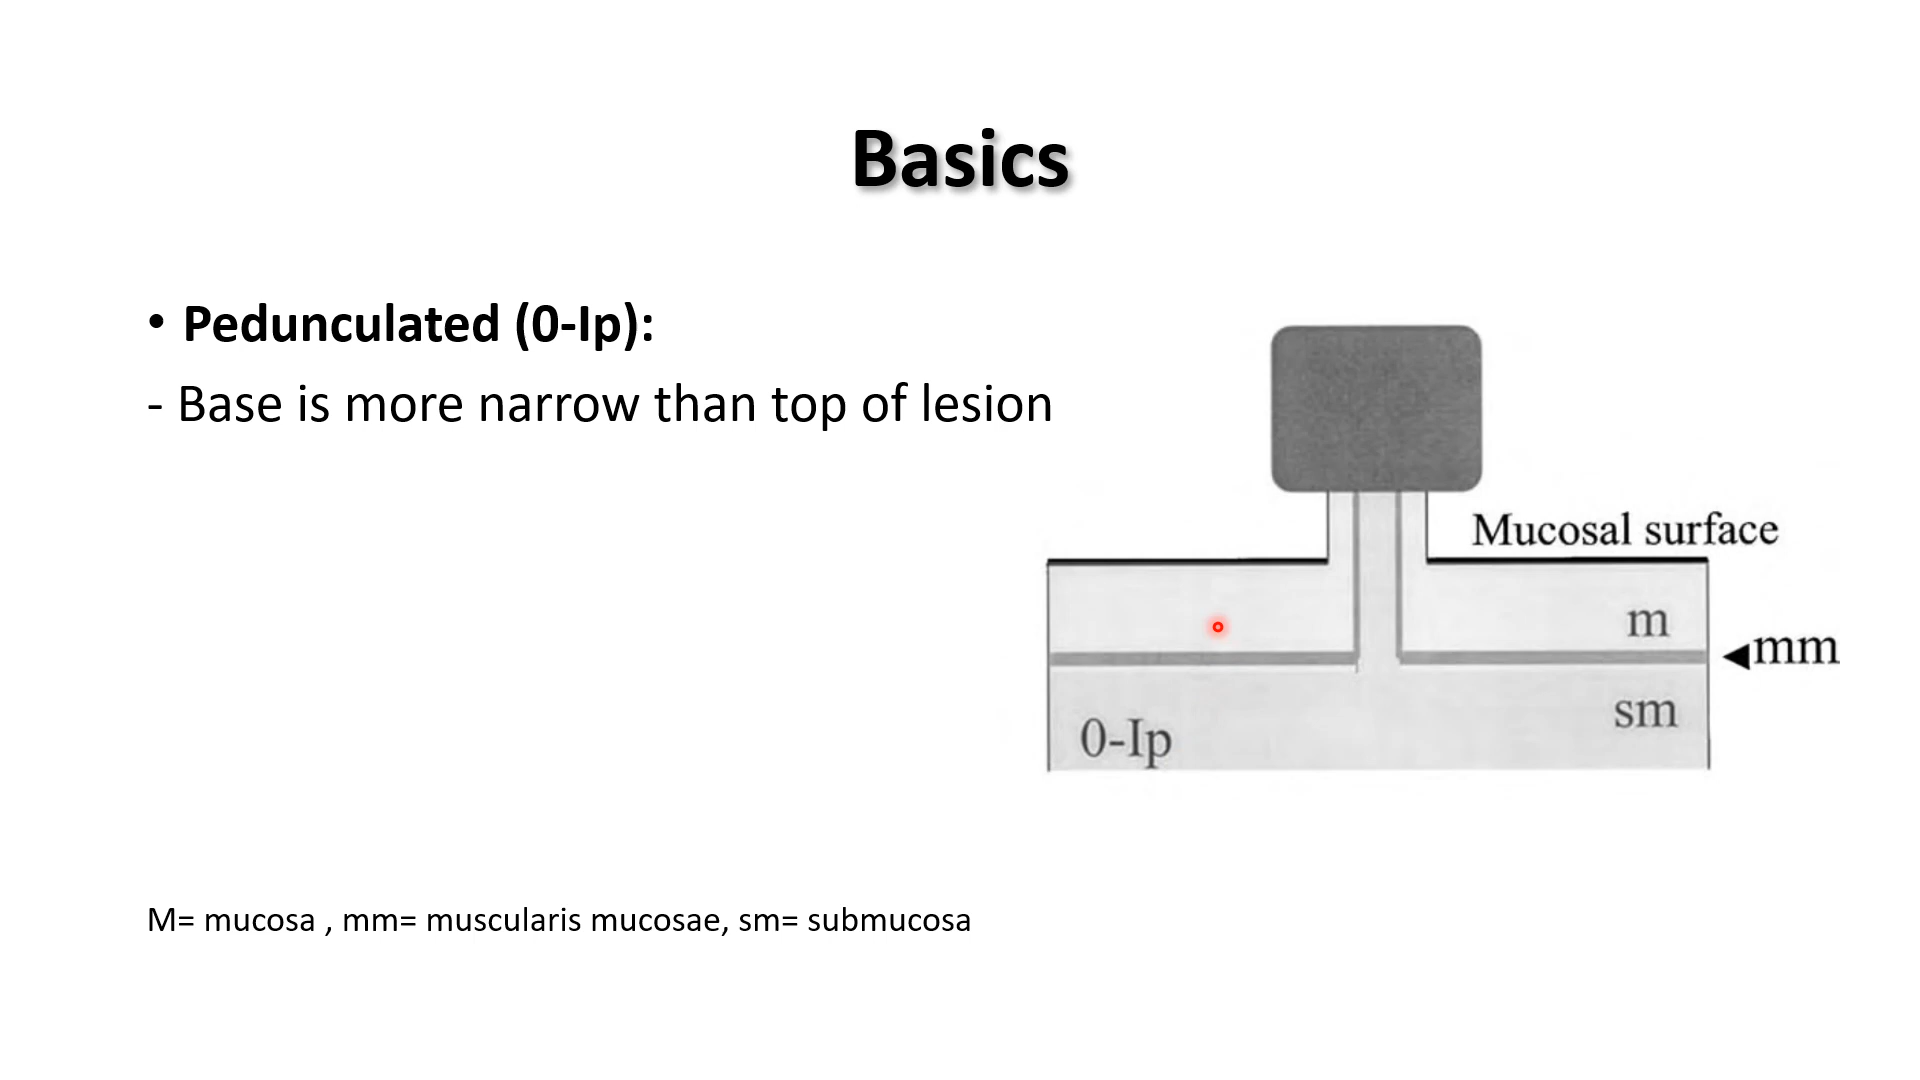 Basics
• Pedunculated (0-Ip):
- Base is more narrow than top of lesion
Mucosal surface
m
mm
sm
0-Ip
M= mucosa , mm= muscularis mucosae, sm= submucosa